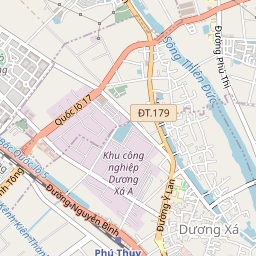 Sông Thiên Đức
Đường Phú Thị
Quốc lộ 17
ĐT.179
Khu công
nghiệp
Dương
Xá A
Đường Ỷ Lan
Đường Nguyễn Bình
Dương Xá
Phú Thụy